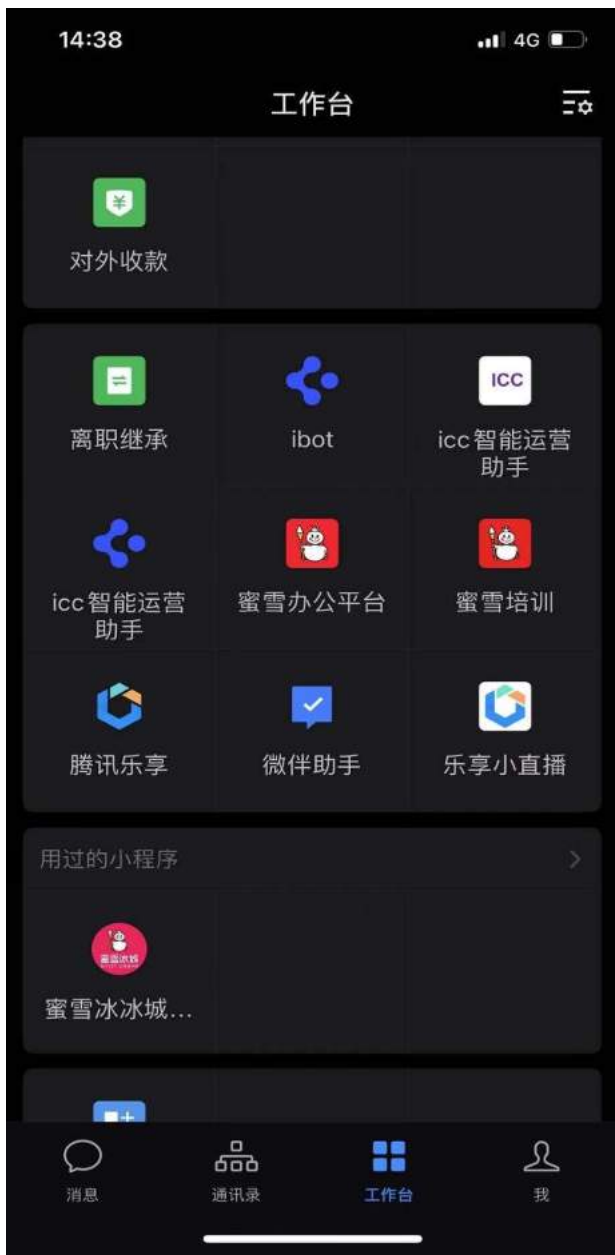 14:38
4G
工作台
对外收款
离职继承
ibot
ICC
icc智能运营
助手
icc智能运营
助手
蜜雪办公平台
蜜雪培训
腾讯乐享
微伴助手
乐享小直播
用过的小程序
蜜雪冰城
蜜雪冰冰城...
消息
通讯录
工作台
我